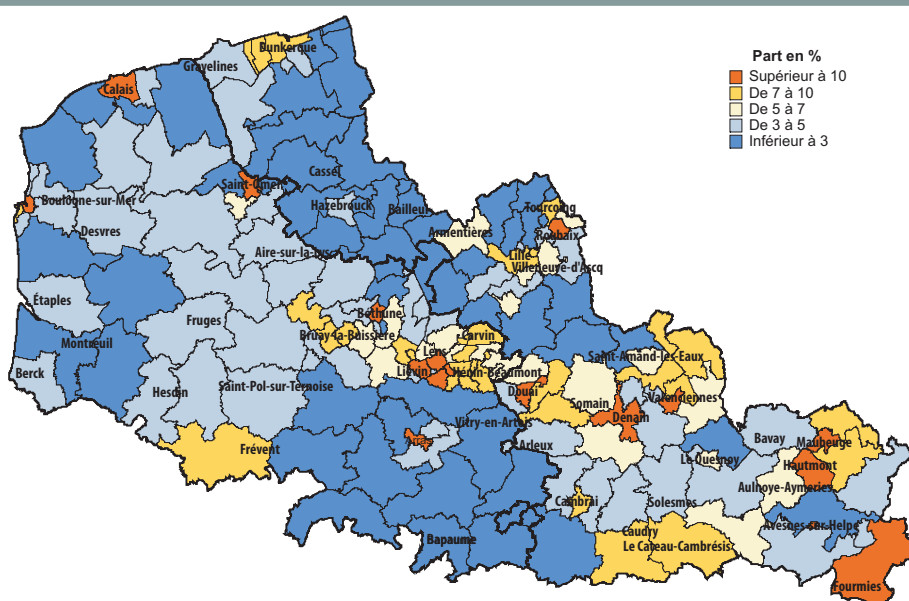 Part en %
Supérieur à 10
De 7 à 10
De 5 à 7
De 3 à 5
Inférieur à 3
Dunkerque
Gravelines
Calais
Cassel
Saint-Omer
Hazebrouck
Bailleul
Boulogne-sur-Mer
Desvres
Tourcoing
Roubaix
Armentières
Lille
Villeneuve-d'Ascq
Aire-sur-la-Lys
Étaples
Fruges
Béthune
Bruay-la-Buissière
Lens
Carvin
Montreuil
Liévin
Hénin-Beaumont
Saint-Amand-les-Eaux
Berck
Hesdin
Saint-Pol-sur-Ternoise
Douai
Somain
Valenciennes
Denain
Vitry-en-Artois
Arras
Frévent
Arleux
Bavay
Maubeuge
Le Quesnoy
Hautmont
Aulnoye-Aymeries
Cambrai
Solesmes
Avesnes-sur-Helpe
Caudry
Le Cateau-Cambrésis
Bapaume
Fourmies